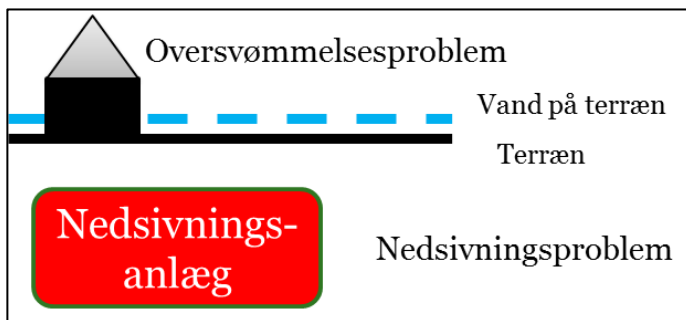 Oversvømmelsesproblem
Vand på terræn
Terræn
Nedsivnings-
anlæg
Nedsivningsproblem